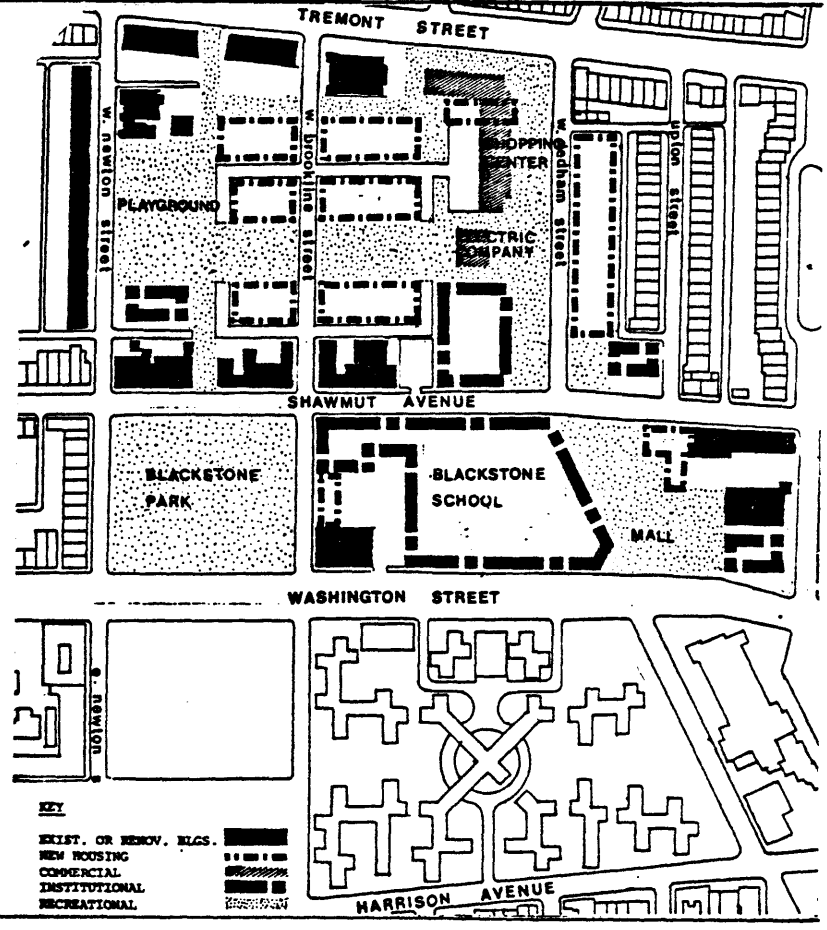 TREMONT STREET
w. newton street
w. brookline street
SHOPPING
CENTER
w. dedham street
upton street
PLAYGROUND
ELECTRIC
COMPANY
SHAWMUT AVENUE
BLACKSTONE
PARK
BLACKSTONE
SCHOOL
MALL
WASHINGTON STREET
e. newton
KEY
EXIST. OR RENOV. BLGS.
NEW HOUSING
COMMERCIAL
INSTITUTIONAL
RECREATIONAL
HARRISON AVENUE